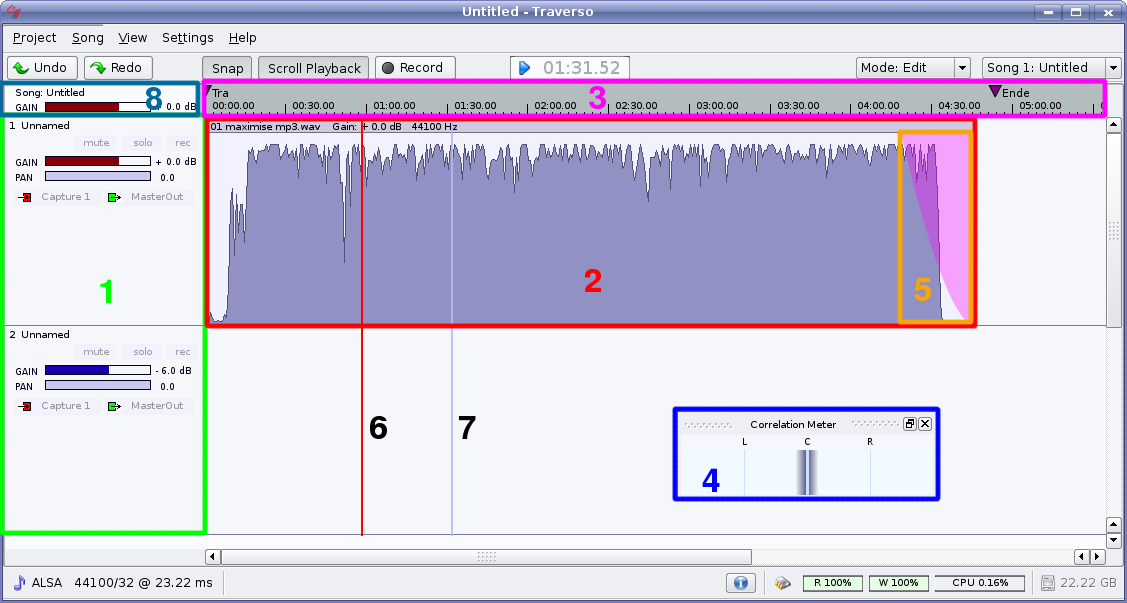 Untitled - Traverso
Project Song View Settings Help
Undo Redo Snap Scroll Playback Record 01:31.52 Mode: Edit Song 1: Untitled
Song: Untitled
GAIN 0.0 dB
8
Tra Ende
3
00:00.00 00:30.00 01:00.00 01:30.00 02:00.00 02:30.00 03:00.00 03:30.00 04:00.00 04:30.00 05:00.00
1 Unnamed
01 maximise mp3.wav Gain: + 0.0 dB 44100 Hz
mute solo rec
GAIN + 0.0 dB
PAN 0.0
Capture 1 MasterOut
1
2
5
2 Unnamed
mute solo rec
GAIN - 6.0 dB
PAN 0.0
Capture 1 MasterOut
6
7
Correlation Meter
L C R
4
ALSA 44100/32 @ 23.22 ms R 100% W 100% CPU 0.16% 22.22 GB